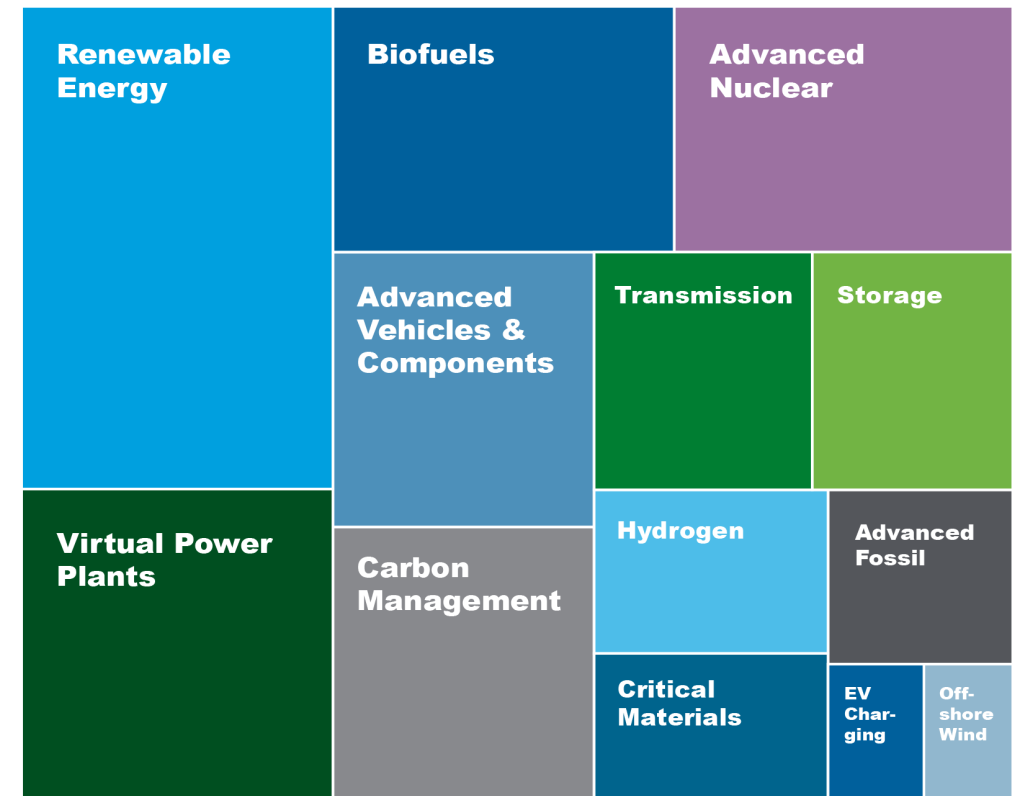 Renewable
Energy
Biofuels
Advanced
Nuclear
Advanced
Vehicles &
Components
Transmission
Storage
Virtual Power
Plants
Carbon
Management
Hydrogen
Advanced
Fossil
Critical
Materials
EV
Char-
ging
Off-
shore
Wind